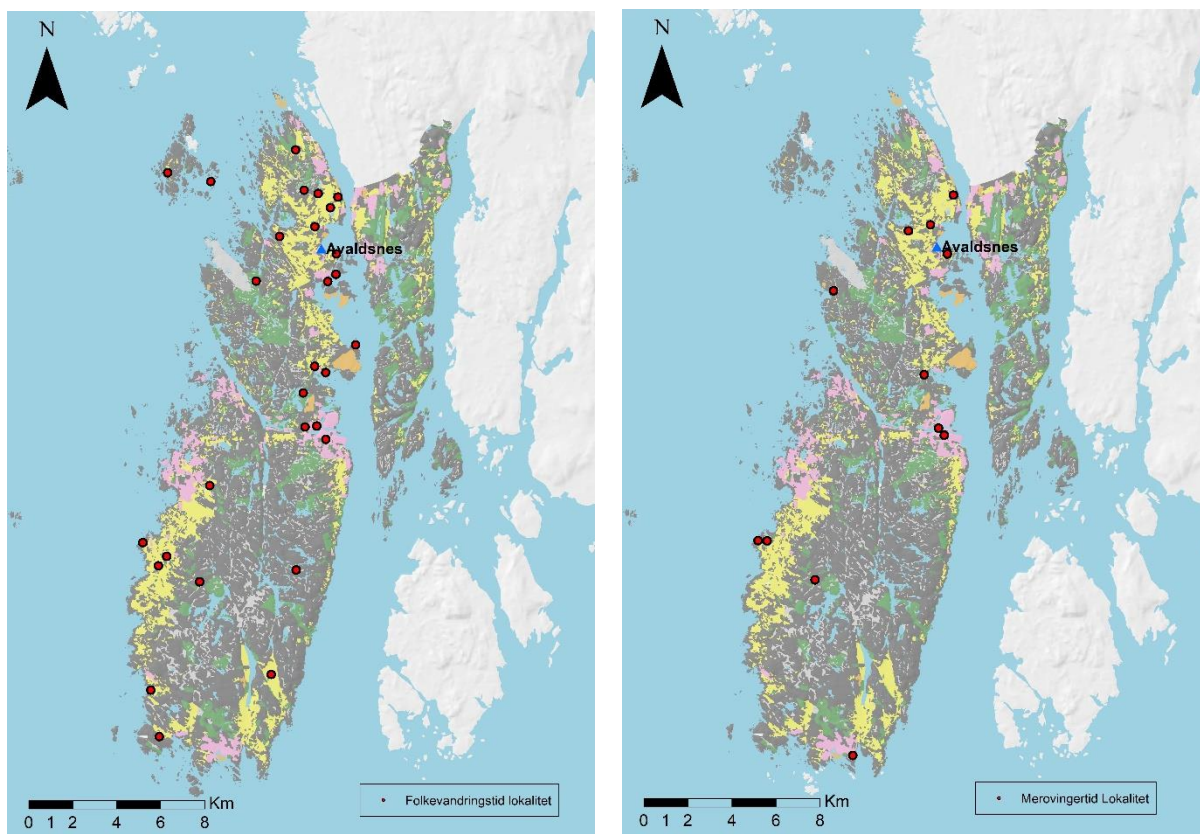 N
Avaldsnes
0 1 2 4 6 8 Km
Folkevandringstid lokalitet
N
Avaldsnes
0 1 2 4 6 8 Km
Merovingertid Lokalitet